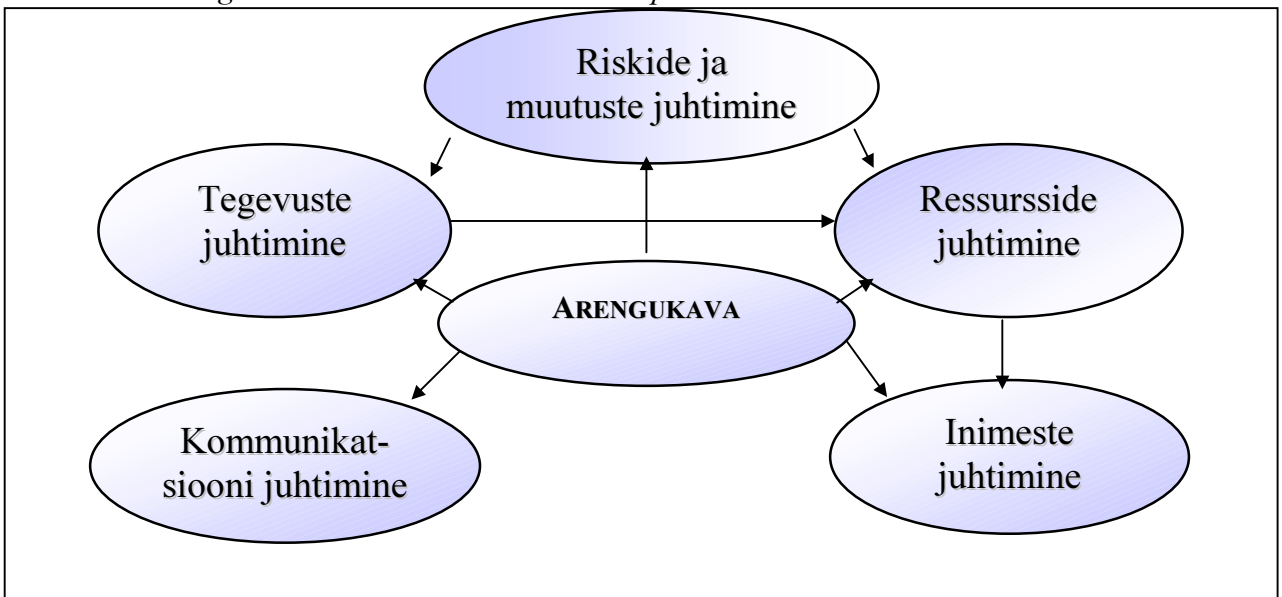 Riskide ja
muutuste juhtimine
Tegevuste
juhtimine
Ressursside
juhtimine
ARENGUKAVA
Kommunikat-
siooni juhtimine
Inimeste
juhtimine